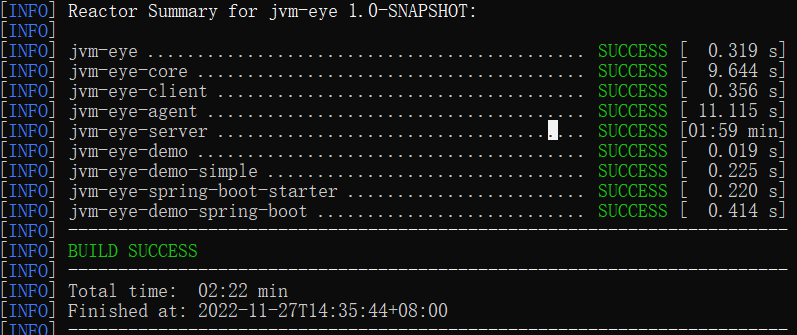 [INFO] Reactor Summary for jvm-eye 1.0-SNAPSHOT:
[INFO]
[INFO] jvm-eye ........................................... SUCCESS [  0.319 s]
[INFO] jvm-eye-core ...................................... SUCCESS [  9.644 s]
[INFO] jvm-eye-client .................................... SUCCESS [  0.356 s]
[INFO] jvm-eye-agent ..................................... SUCCESS [ 11.115 s]
[INFO] jvm-eye-server .................................... SUCCESS [01:59 min]
[INFO] jvm-eye-demo ...................................... SUCCESS [  0.019 s]
[INFO] jvm-eye-demo-simple ............................... SUCCESS [  0.225 s]
[INFO] jvm-eye-spring-boot-starter ....................... SUCCESS [  0.220 s]
[INFO] jvm-eye-demo-spring-boot .......................... SUCCESS [  0.414 s]
[INFO] ------------------------------------------------------------------------
[INFO] BUILD SUCCESS
[INFO] ------------------------------------------------------------------------
[INFO] Total time:  02:22 min
[INFO] Finished at: 2022-11-27T14:35:44+08:00
[INFO] ------------------------------------------------------------------------